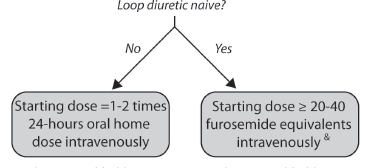 Loop diuretic naive?
No
Yes
Starting dose =1-2 times
24-hours oral home
dose intravenously
Starting dose ≥ 20-40
furosemide equivalents
intravenously &